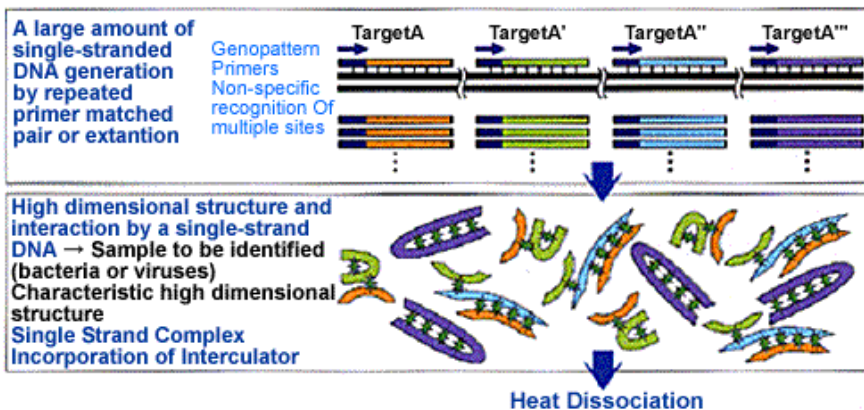 A large amount of
single-stranded
DNA generation
by repeated
primer matched
pair or extantion
Genopattern
Primers
Non-specific
recognition Of
multiple sites
TargetA
TargetA'
TargetA''
TargetA'''
High dimensional structure and
interaction by a single-strand
DNA → Sample to be identified
(bacteria or viruses)
Characteristic high dimensional
structure
Single Strand Complex
Incorporation of Interculator
Heat Dissociation